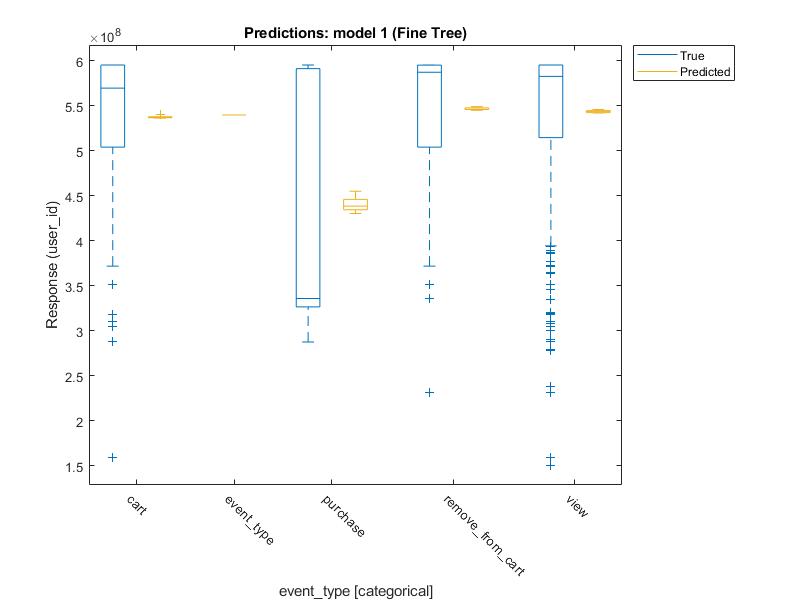 Predictions: model 1 (Fine Tree)
×10^8
True
Predicted
6
5.5
5
4.5
4
3.5
3
2.5
2
1.5
Response (user_id)
cart
event_type
purchase
remove_from_cart
view
event_type [categorical]